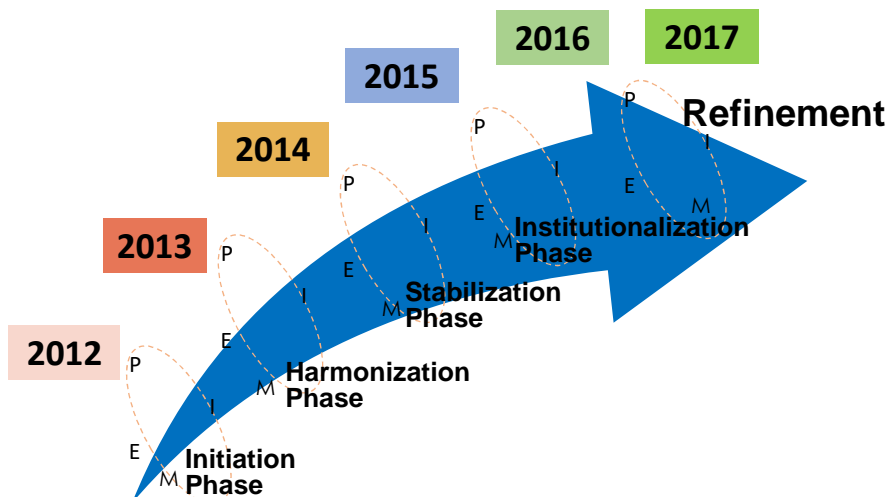 2012
P
I
E
M
Initiation
Phase
2013
P
I
E
M
Harmonization
Phase
2014
P
I
E
M
Stabilization
Phase
2015
P
I
E
M
Institutionalization
Phase
2016
2017
P
I
E
M
Refinement